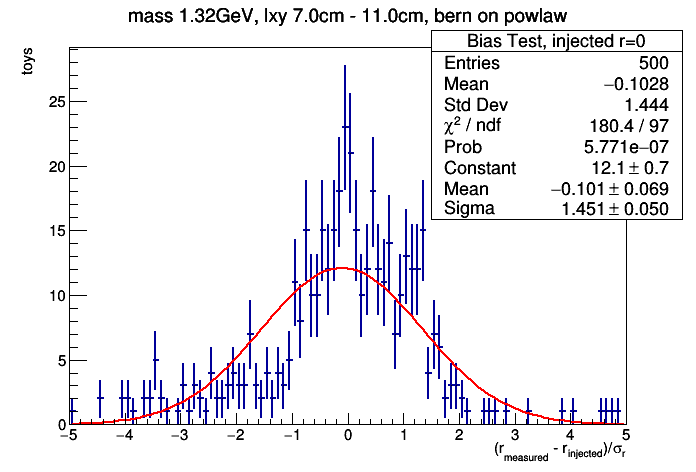 mass 1.32GeV, lxy 7.0cm - 11.0cm, bern on powlaw
Bias Test, injected r=0
Entries 500
Mean −0.1028
Std Dev 1.444
χ² / ndf 180.4 / 97
Prob 5.771e−07
Constant 12.1 ± 0.7
Mean −0.101 ± 0.069
Sigma 1.451 ± 0.050
toys
25
20
15
10
5
0
−5 −4 −3 −2 −1 0 1 2 3 4 5
(r_measured - r_injected)/σ_r